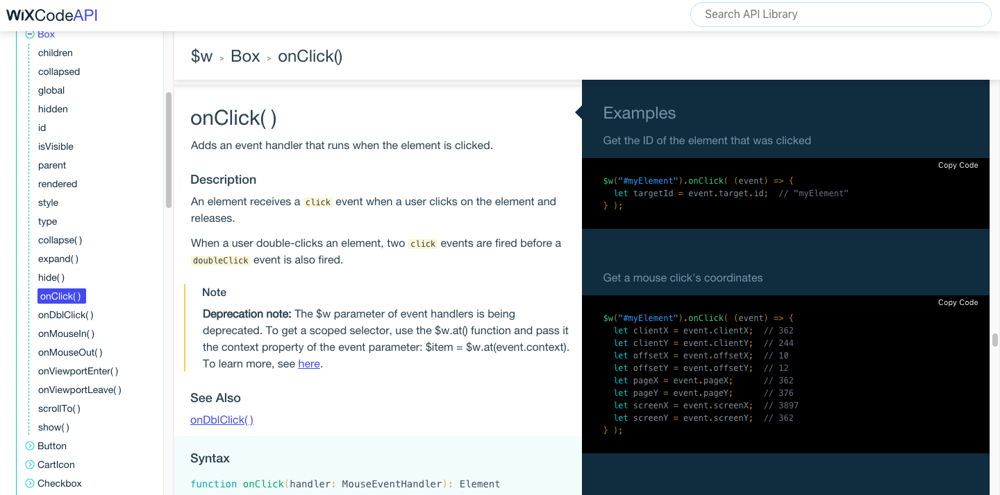 WiXCodeAPI
Search API Library
Box
children
collapsed
global
hidden
id
isVisible
parent
rendered
style
type
collapse( )
expand( )
hide( )
onClick( )
onDblClick( )
onMouseIn( )
onMouseOut( )
onViewportEnter( )
onViewportLeave( )
scrollTo( )
show( )
Button
CartIcon
Checkbox
$w > Box > onClick()
onClick( )
Adds an event handler that runs when the element is clicked.
Description
An element receives a click event when a user clicks on the element and
releases.
When a user double-clicks an element, two click events are fired before a
doubleClick event is also fired.
Note
Deprecation note: The $w parameter of event handlers is being
deprecated. To get a scoped selector, use the $w.at() function and pass it
the context property of the event parameter: $item = $w.at(event.context).
To learn more, see here.
See Also
onDblClick( )
Syntax
function onClick(handler: MouseEventHandler): Element
Examples
Get the ID of the element that was clicked
Copy Code
$w("#myElement").onClick( (event) => {
  let targetId = event.target.id;  // "myElement"
} );
Get a mouse click's coordinates
Copy Code
$w("#myElement").onClick( (event) => {
  let clientX = event.clientX;  // 362
  let clientY = event.clientY;  // 244
  let offsetX = event.offsetX;  // 10
  let offsetY = event.offsetY;  // 12
  let pageX = event.pageX;      // 362
  let pageY = event.pageY;      // 376
  let screenX = event.screenX;  // 3897
  let screenY = event.screenY;  // 362
} );